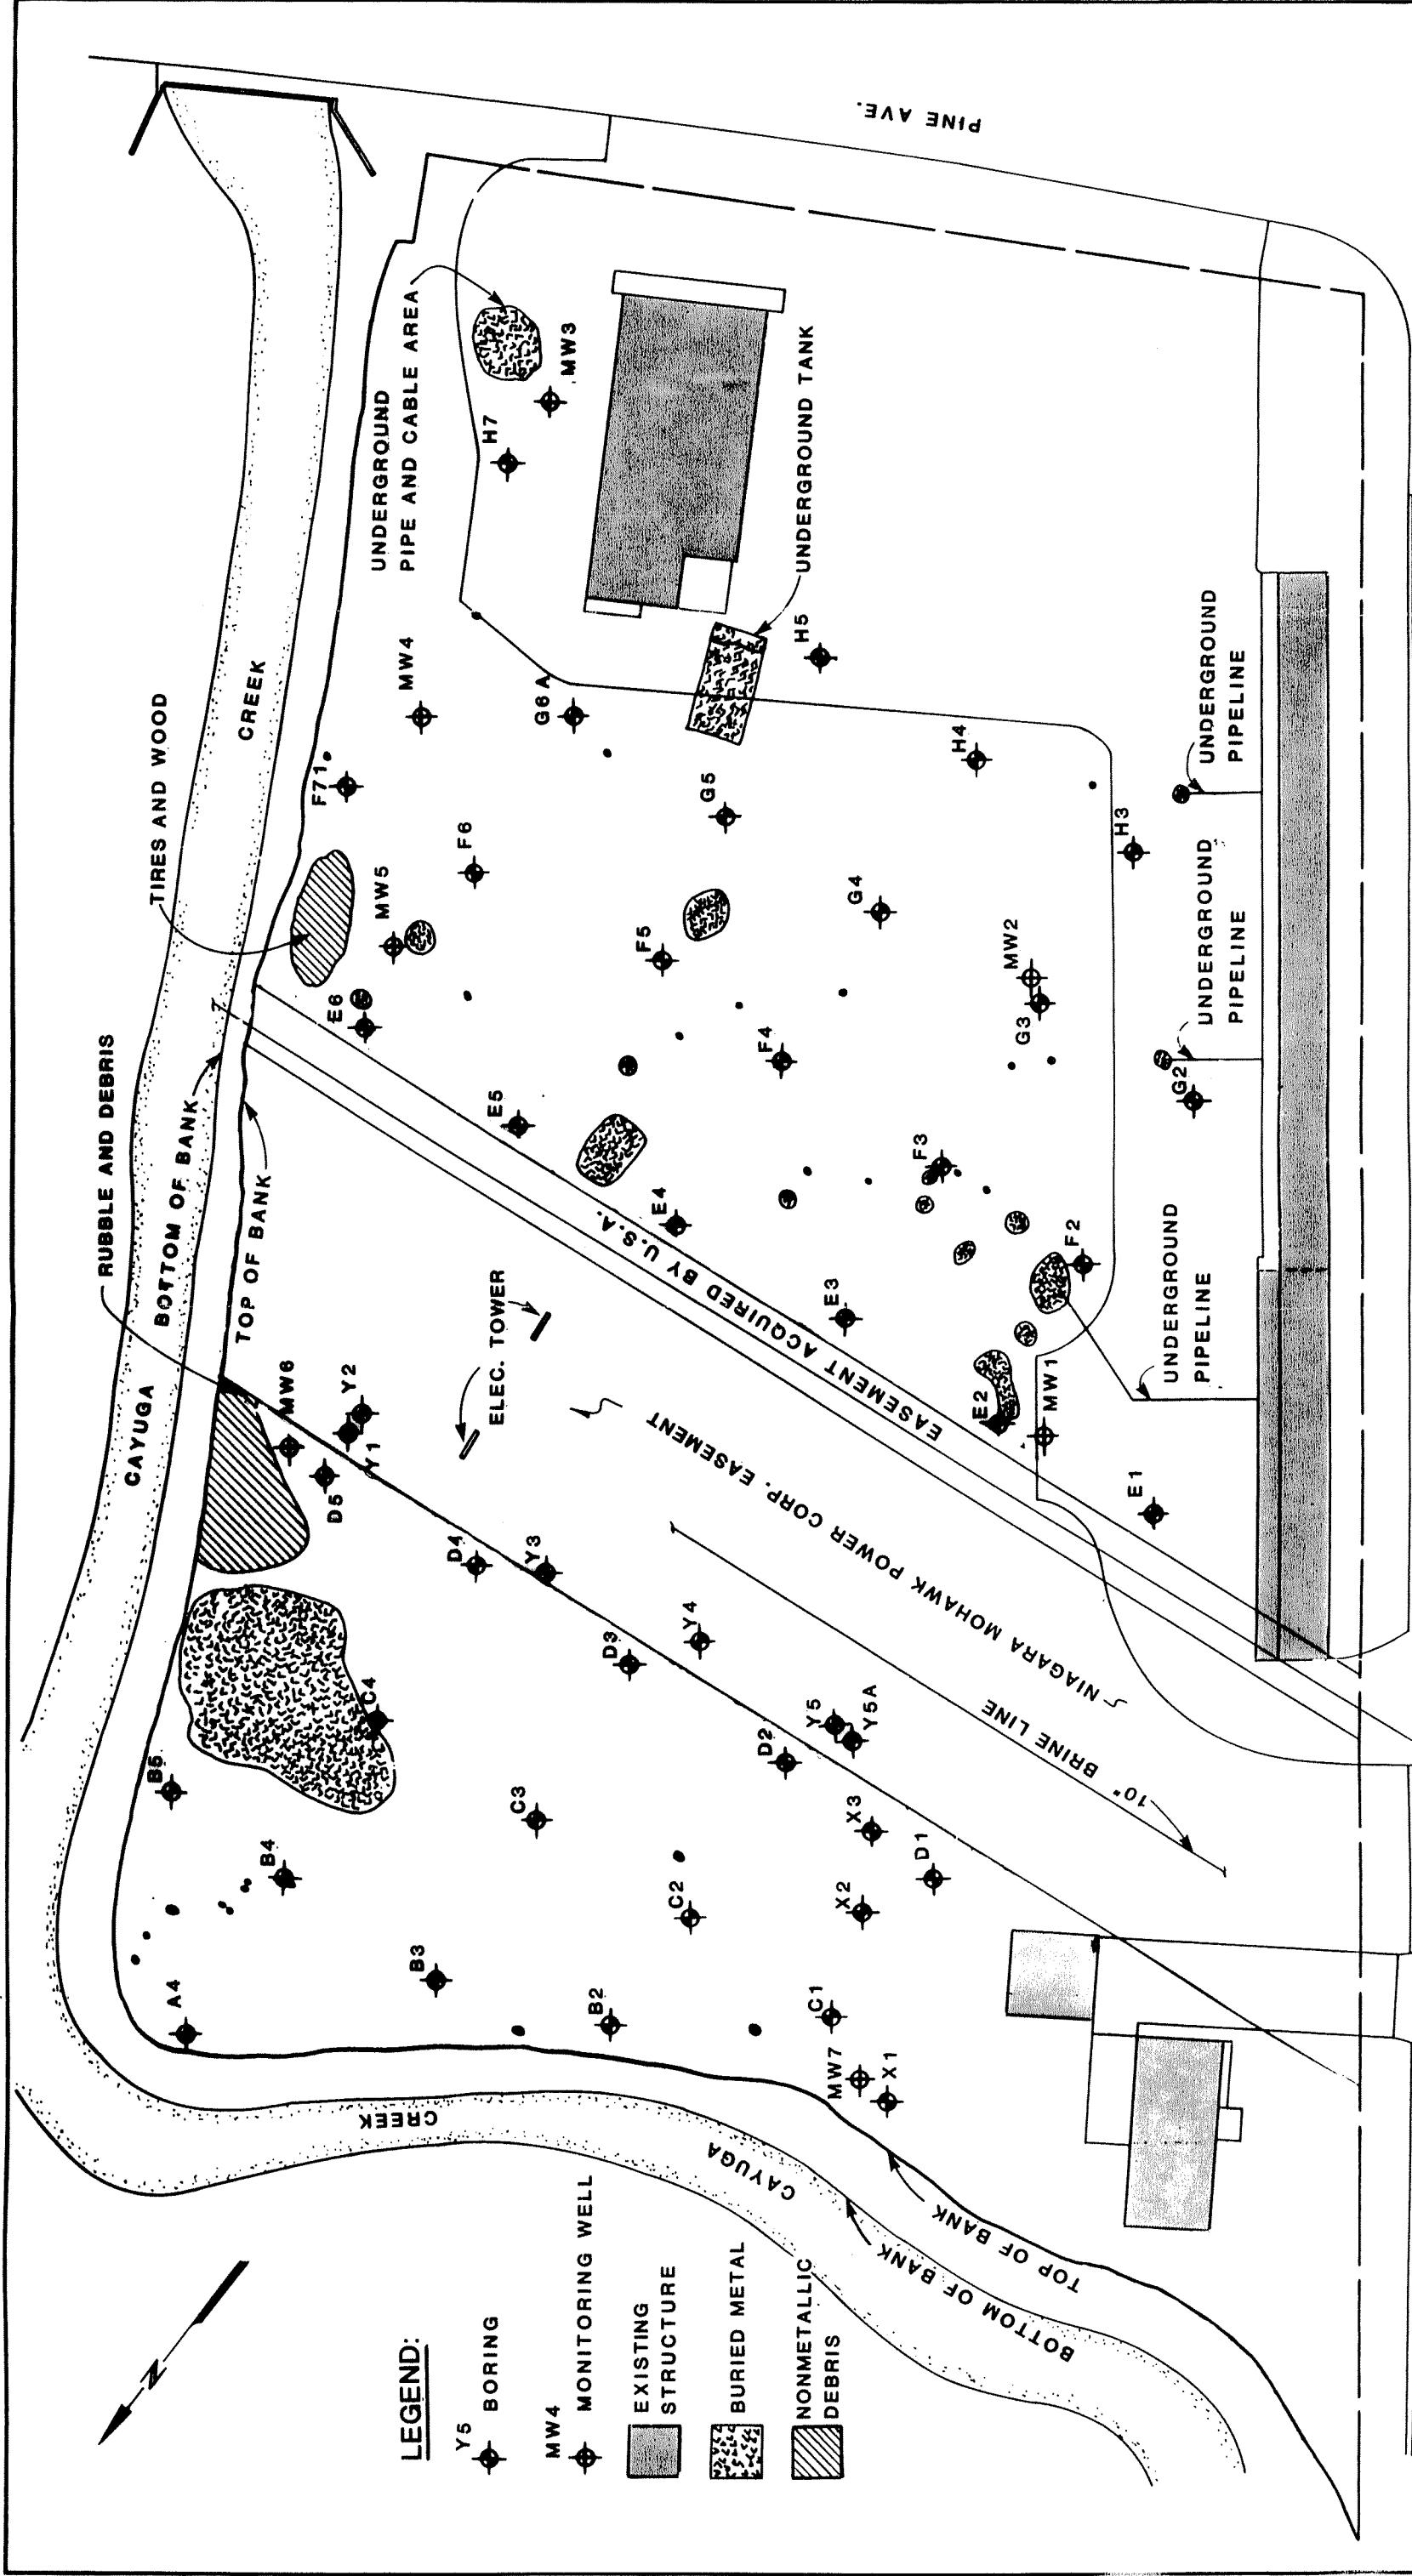 LEGEND:
Y5
BORING
MW4
MONITORING WELL
EXISTING
STRUCTURE
BURIED METAL
NONMETALLIC
DEBRIS
N
CAYUGA
CREEK
CREEK
CAYUGA
BOTTOM OF BANK
TOP OF BANK
TOP OF BANK
BOTTOM OF BANK
RUBBLE AND DEBRIS
TIRES AND WOOD
UNDERGROUND
PIPE AND CABLE AREA
PINE AVE.
UNDERGROUND TANK
UNDERGROUND
PIPELINE
UNDERGROUND
PIPELINE
UNDERGROUND
PIPELINE
ELEC. TOWER
EASEMENT ACQUIRED BY U.S.A.
NIAGARA MOHAWK POWER CORP. EASEMENT
10" BRINE LINE
A4
B5
B4
B3
B2
C4
C3
C2
C1
MW7
X1
X2
X3
D1
D2
D3
D4
D5
MW6
Y1
Y2
Y3
Y4
Y5
Y5A
E1
E2
E3
E4
E5
E6
MW1
F2
F3
F4
F5
F6
F71
MW5
MW4
MW2
G2
G3
G4
G5
G6A
H3
H4
H5
H7
MW3